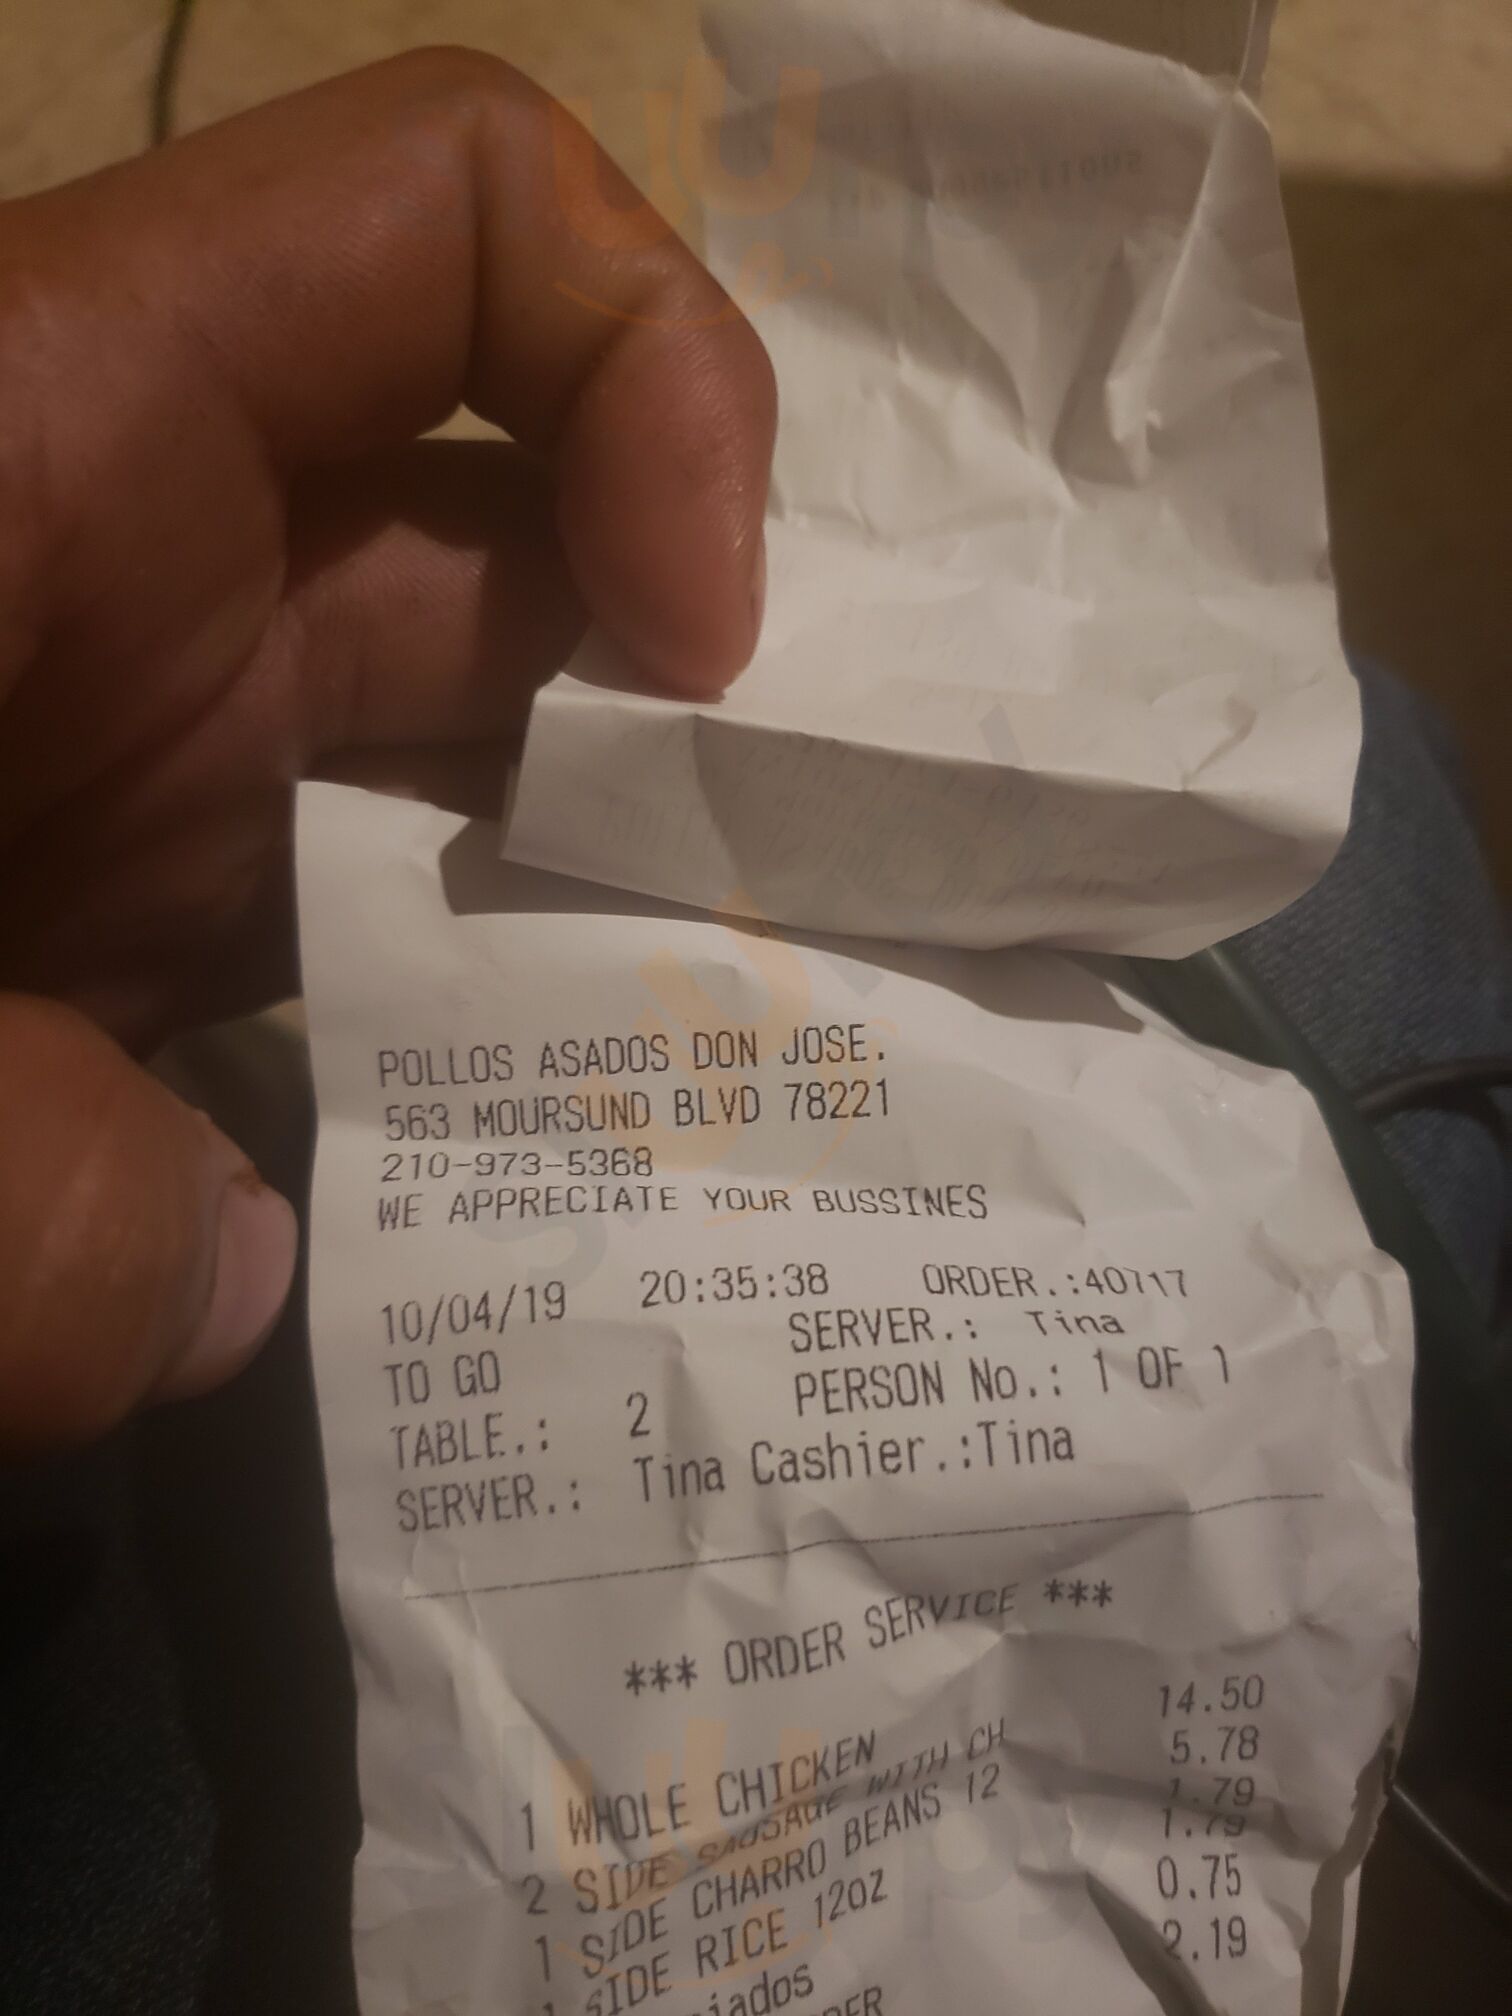 POLLOS ASADOS DON JOSE.
563 MOURSUND BLVD 78221
210-973-5368
WE APPRECIATE YOUR BUSSINES
10/04/19 20:35:38 ORDER.:40717
TO GO SERVER.: Tina
TABLE.: 2 PERSON No.: 1 OF 1
SERVER.: Tina Cashier.:Tina
*** ORDER SERVICE ***
1 WHOLE CHICKEN 14.50
2 SIDE SAUSAGE WITH CH 5.78
1 SIDE CHARRO BEANS 12 1.79
1 SIDE RICE 12OZ 1.79
0.75
2.19